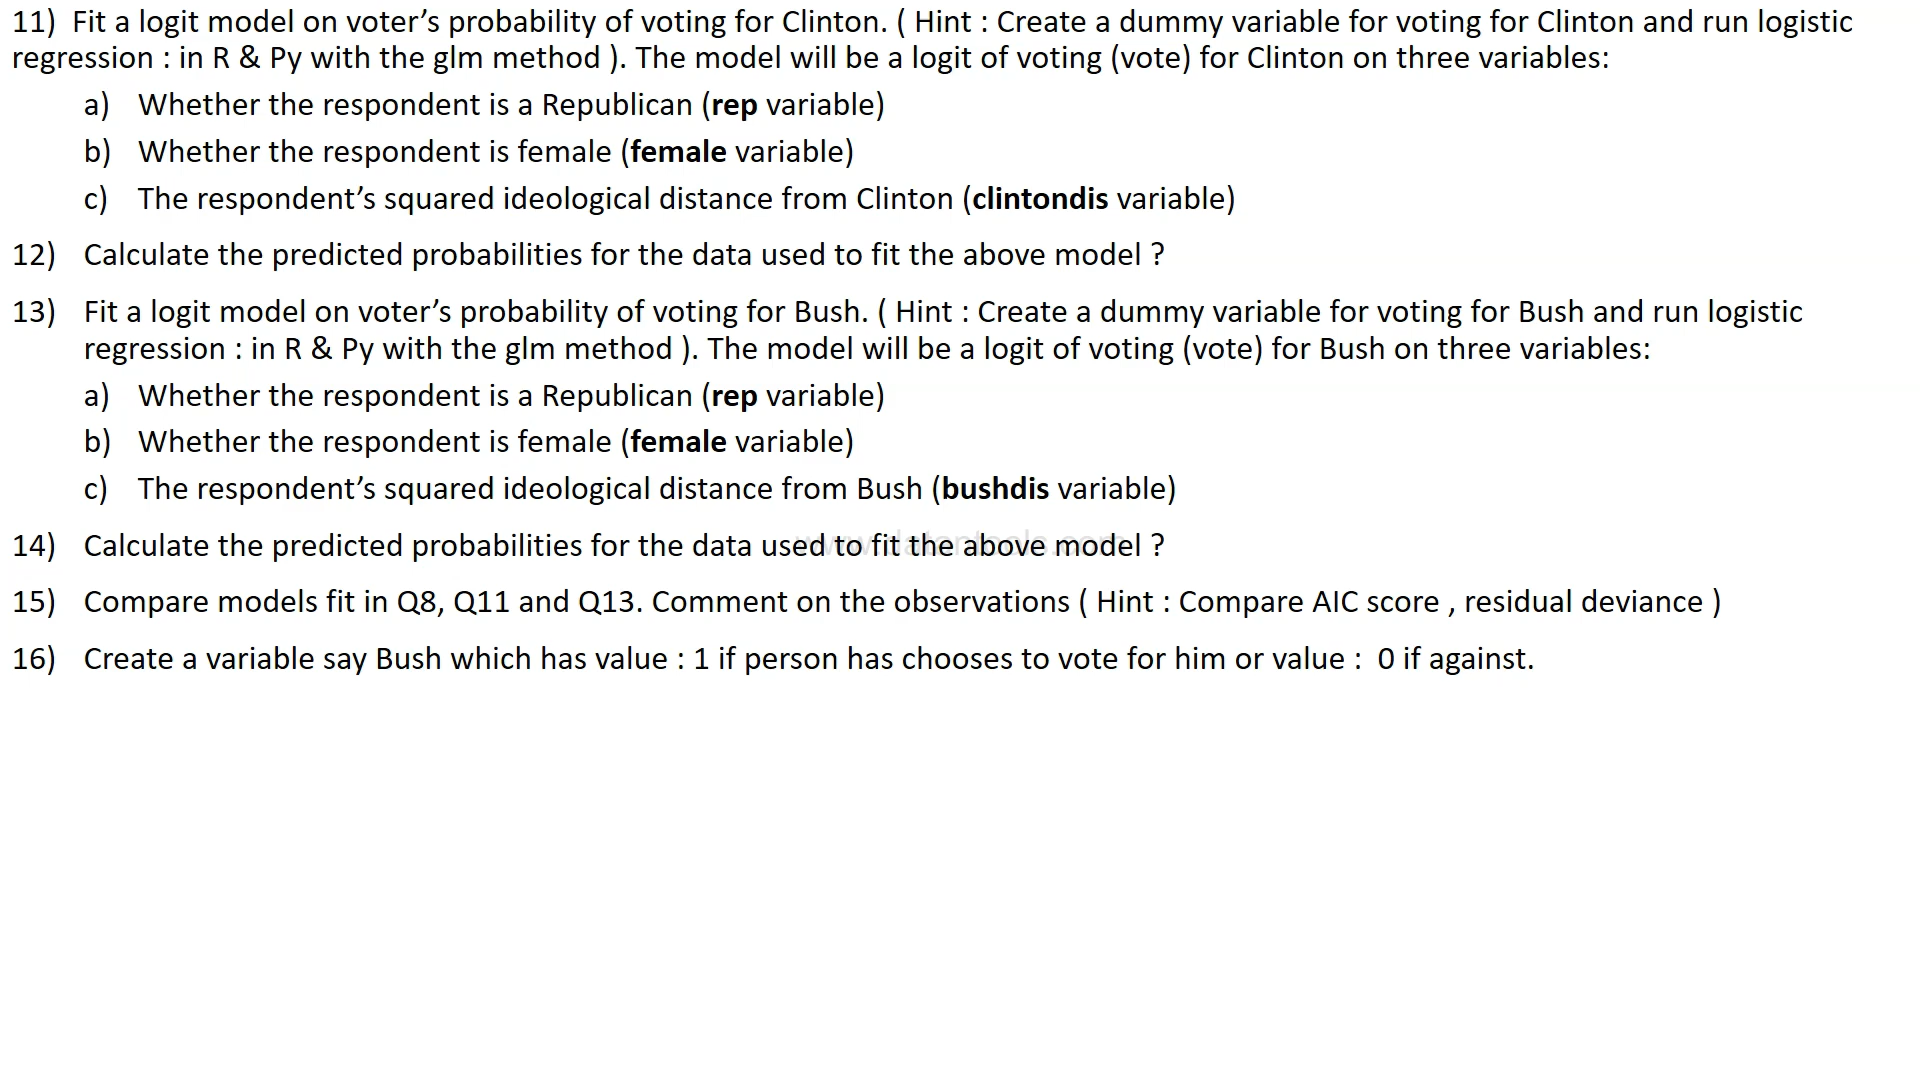 11)  Fit a logit model on voter’s probability of voting for Clinton. ( Hint : Create a dummy variable for voting for Clinton and run logistic
regression : in R & Py with the glm method ). The model will be a logit of voting (vote) for Clinton on three variables:
a) Whether the respondent is a Republican (rep variable)
b) Whether the respondent is female (female variable)
c) The respondent’s squared ideological distance from Clinton (clintondis variable)
12) Calculate the predicted probabilities for the data used to fit the above model ?
13) Fit a logit model on voter’s probability of voting for Bush. ( Hint : Create a dummy variable for voting for Bush and run logistic
regression : in R & Py with the glm method ). The model will be a logit of voting (vote) for Bush on three variables:
a) Whether the respondent is a Republican (rep variable)
b) Whether the respondent is female (female variable)
c) The respondent’s squared ideological distance from Bush (bushdis variable)
14) Calculate the predicted probabilities for the data used to fit the above model ?
15) Compare models fit in Q8, Q11 and Q13. Comment on the observations ( Hint : Compare AIC score , residual deviance )
16) Create a variable say Bush which has value : 1 if person has chooses to vote for him or value :  0 if against.